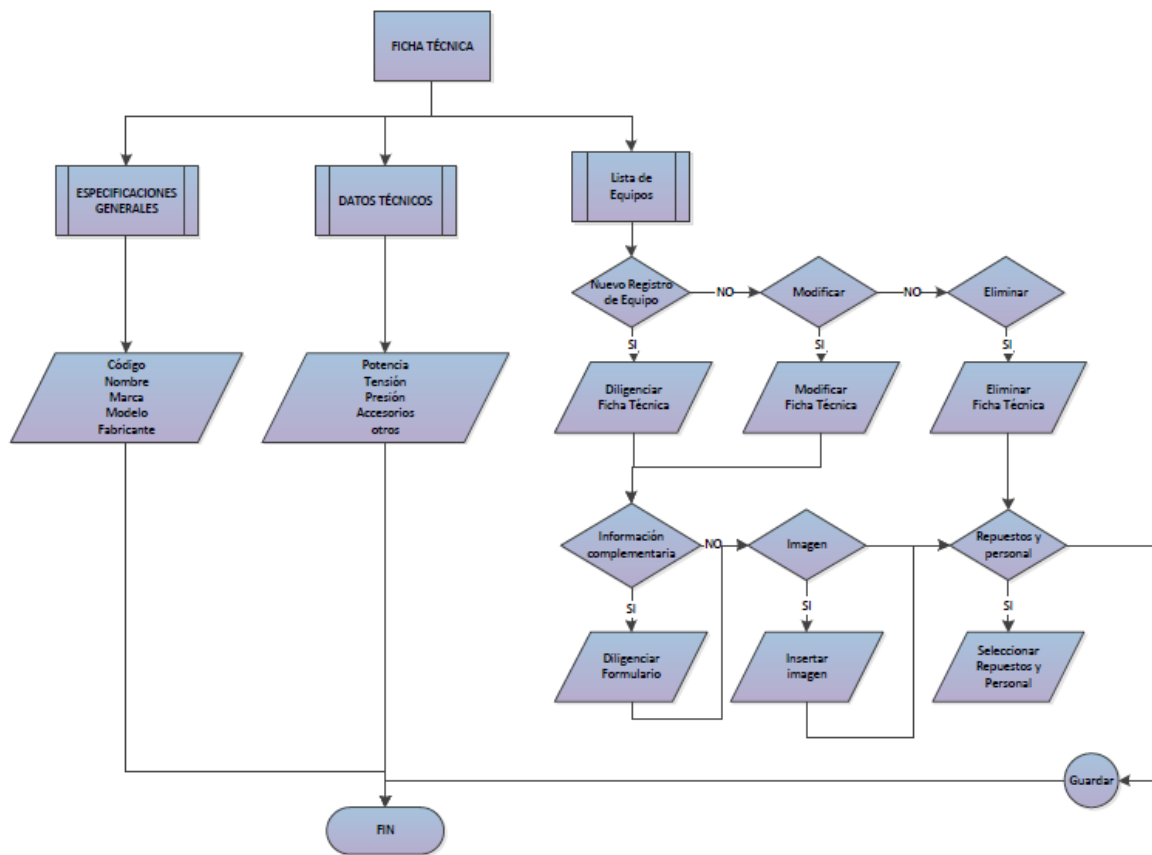 FICHA TÉCNICA
ESPECIFICACIONES
GENERALES
DATOS TÉCNICOS
Lista de
Equipos
Nuevo Registro
de Equipo
NO
Modificar
NO
Eliminar
SI
SI
SI
Código
Nombre
Marca
Modelo
Fabricante
Potencia
Tensión
Presión
Accesorios
otros
Diligenciar
Ficha Técnica
Modificar
Ficha Técnica
Eliminar
Ficha Técnica
Información
complementaria
NO
Imagen
Repuestos y
personal
SI
SI
SI
Diligenciar
Formulario
Insertar
imagen
Seleccionar
Repuestos y
Personal
Guardar
FIN